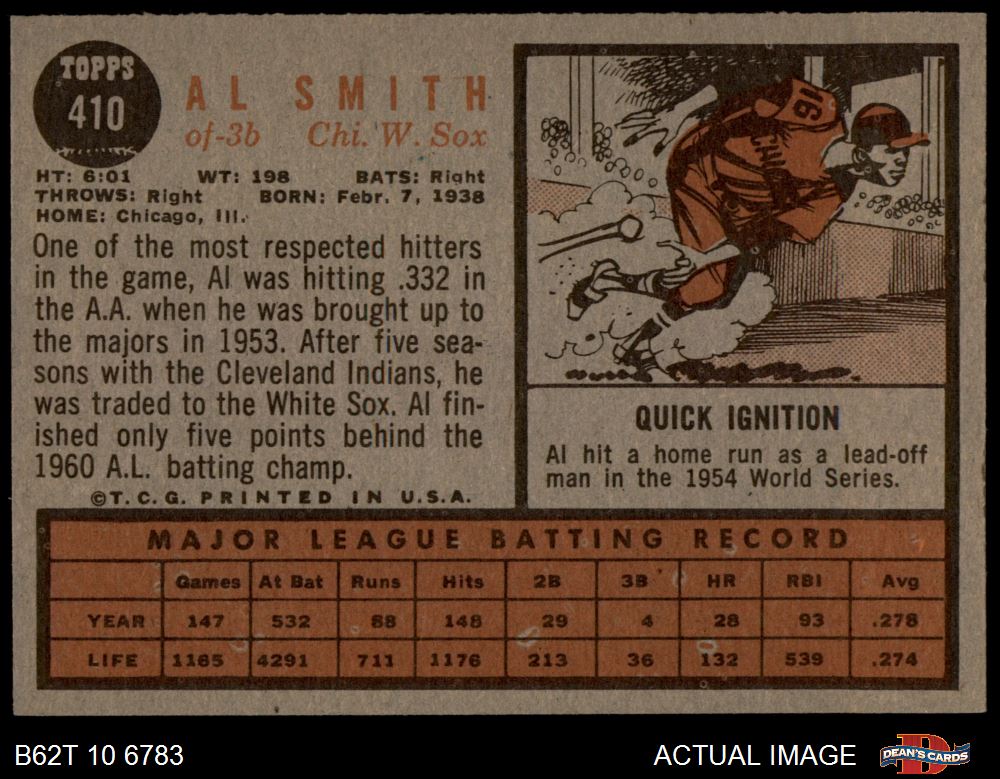 TOPPS
410
AL SMITH
of-3b Chi. W. Sox
HT: 6:01 WT: 198 BATS: Right
THROWS: Right BORN: Febr. 7, 1938
HOME: Chicago, Ill.
One of the most respected hitters
in the game, Al was hitting .332 in
the A.A. when he was brought up to
the majors in 1953. After five sea-
sons with the Cleveland Indians, he
was traded to the White Sox. Al fin-
ished only five points behind the
1960 A.L. batting champ.
©T.C.G. PRINTED IN U.S.A.
16
CHI
QUICK IGNITION
Al hit a home run as a lead-off
man in the 1954 World Series.
MAJOR LEAGUE BATTING RECORD
Games At Bat Runs Hits 2B 3B HR RBI Avg
YEAR 147 532 88 148 29 4 28 93 .278
LIFE 1165 4291 711 1176 213 36 132 539 .274
B62T 10 6783
ACTUAL IMAGE
DEAN'S CARDS